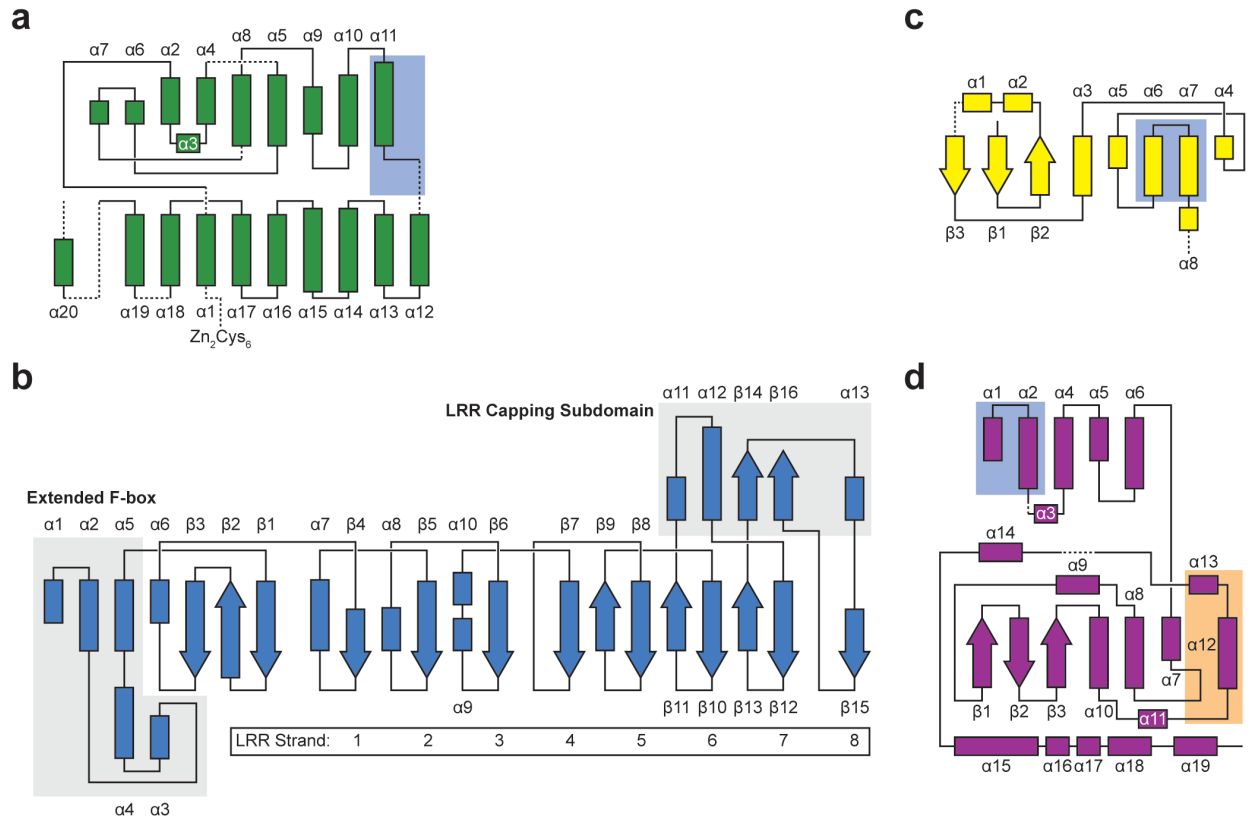 a
α7 α6 α2 α4 α8 α5 α9 α10 α11
α3
α20 α19 α18 α1 α17 α16 α15 α14 α13 α12
Zn₂Cys₆
c
α1 α2 α3 α5 α6 α7 α4
β3 β1 β2
α8
b
α11 α12 β14 β16 α13
LRR Capping Subdomain
Extended F-box
α1 α2 α5 α6 β3 β2 β1 α7 β4 α8 β5 α10 β6 β7 β9 β8
α9 β11 β10 β13 β12 β15
LRR Strand: 1 2 3 4 5 6 7 8
α4 α3
d
α1 α2 α4 α5 α6
α3
α14
α9 α13
α8
α12
α7
β1 β2 β3 α10
α11
α15 α16 α17 α18 α19